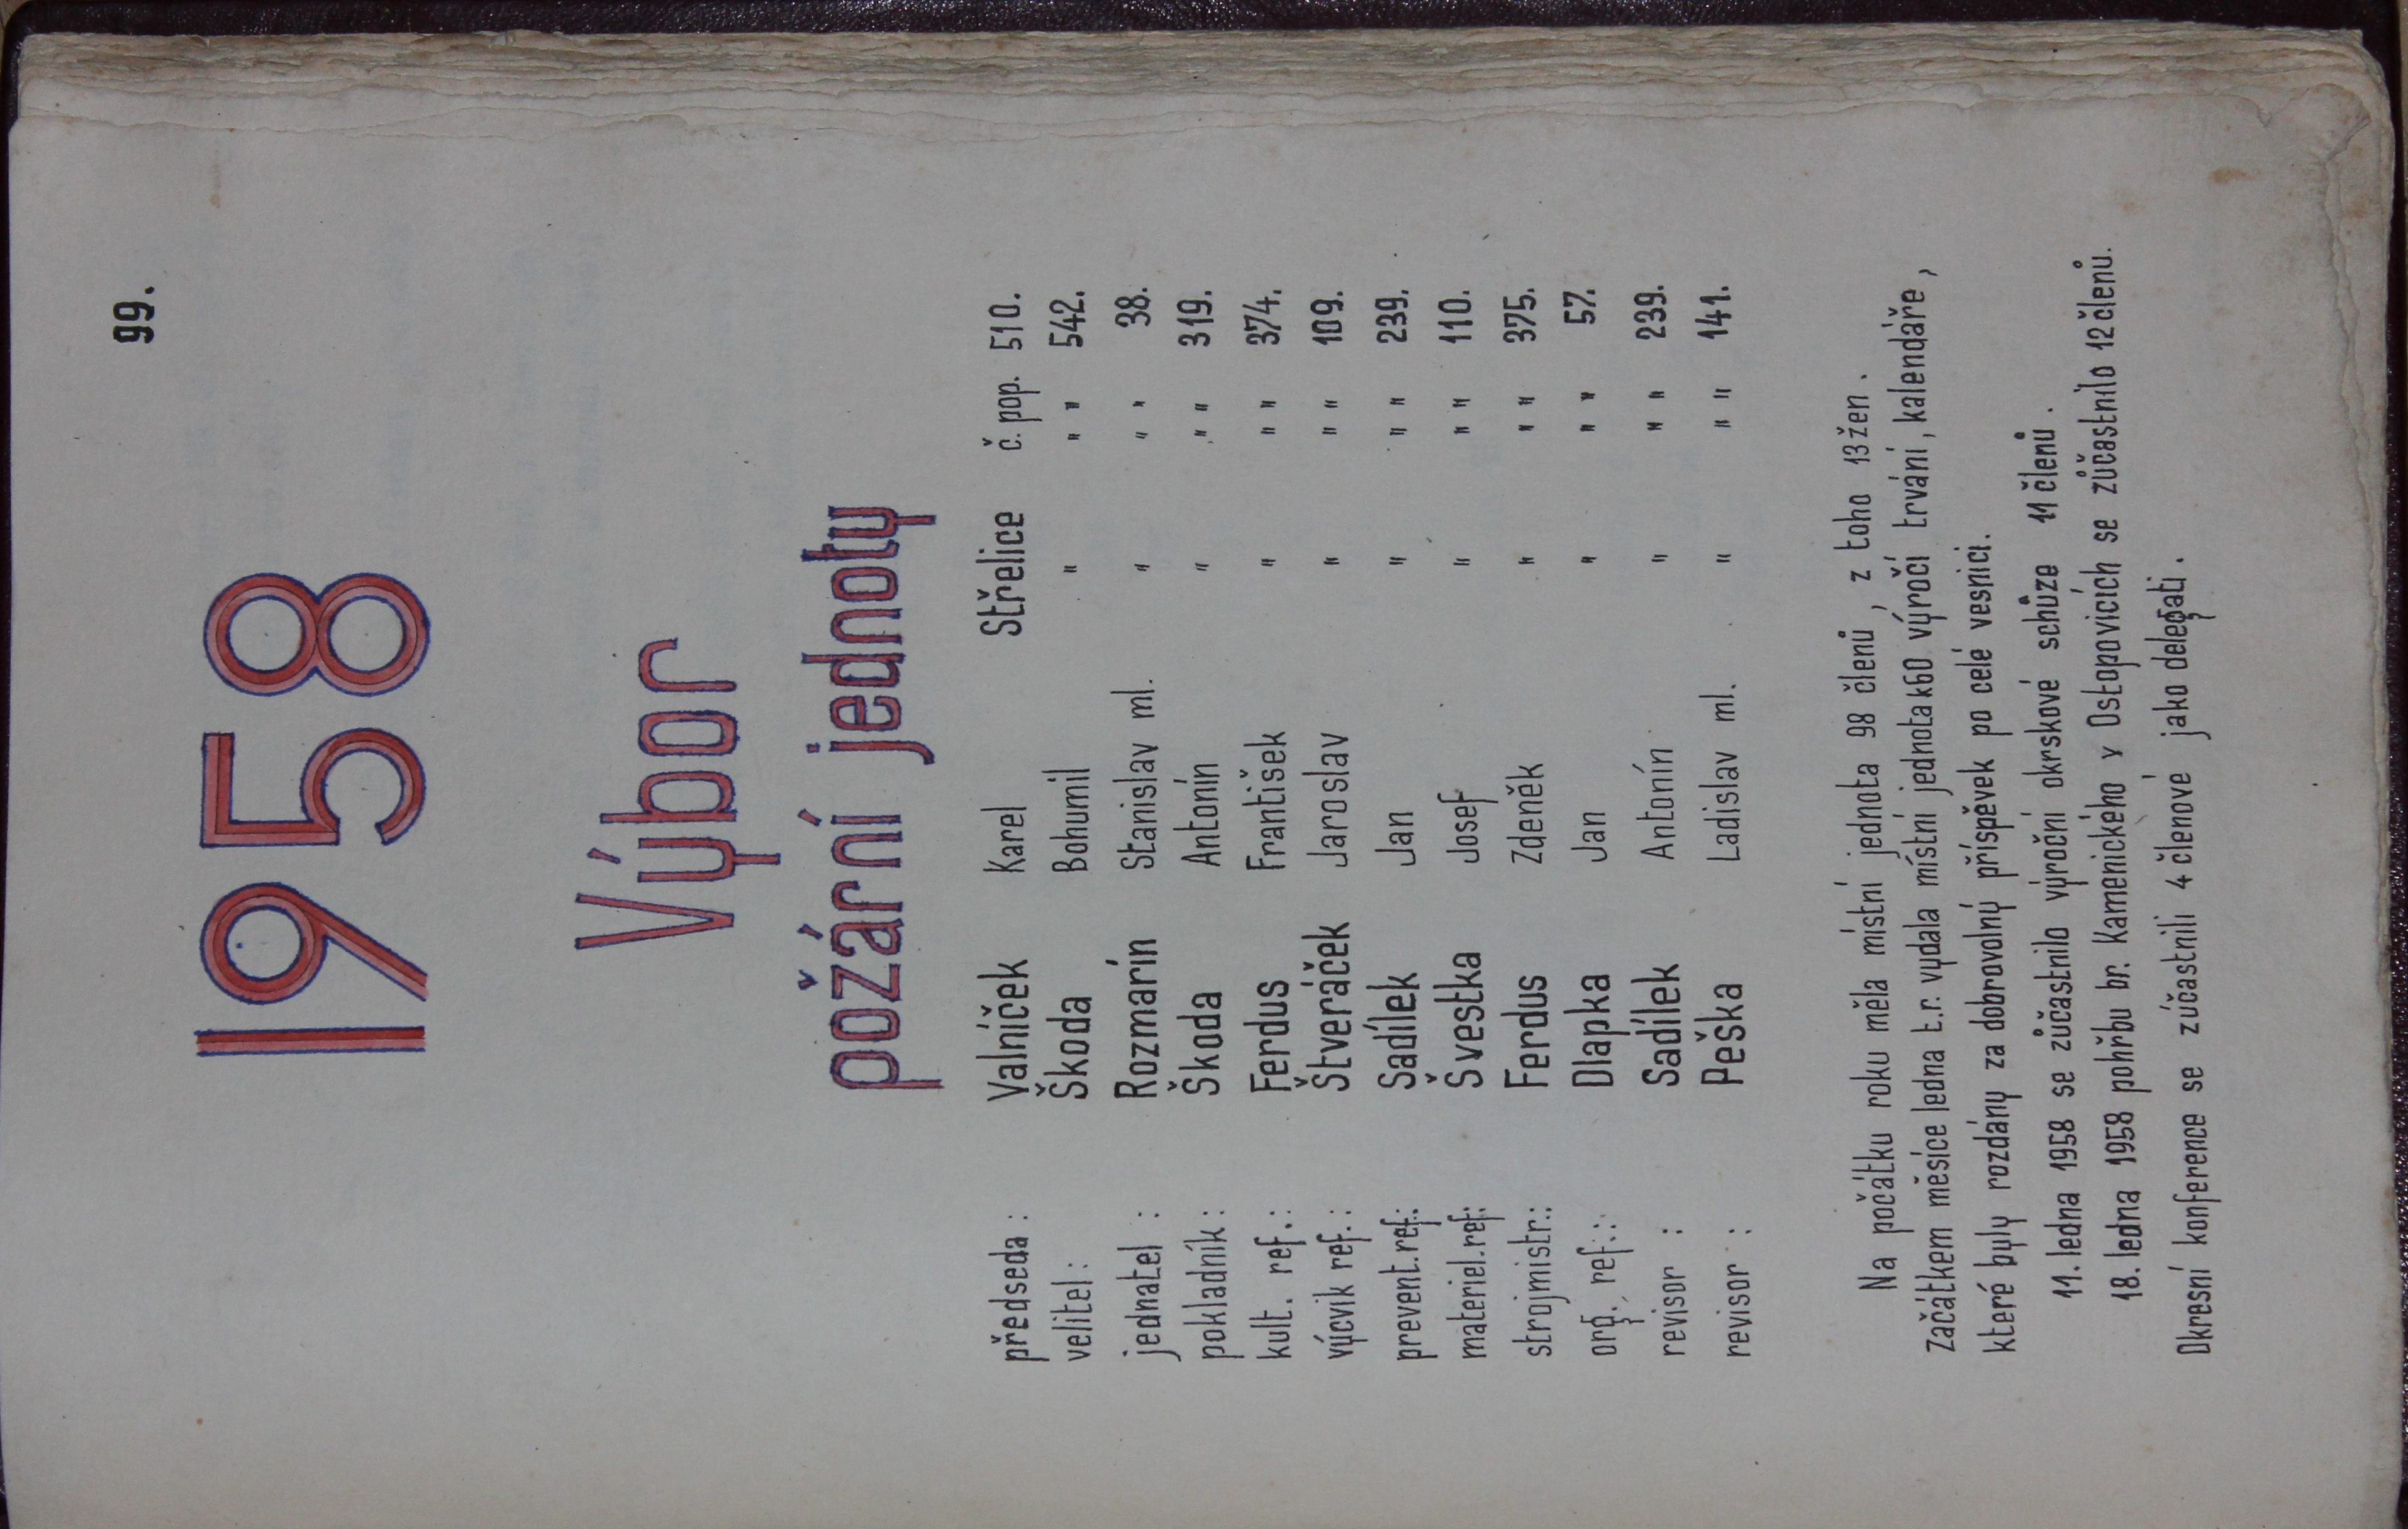 99.
1958
Výbor
požární jednoty
předseda : Valníček Karel Střelice č. pop. 510.
velitel : Škoda Bohumil " " " 542.
jednatel : Rozmarín Stanislav ml. " " " 38.
pokladník : Škoda Antonín " " " 319.
kult. ref. : Ferdus František " " " 374.
výcvik ref. : Štveráček Jaroslav " " " 109.
prevent. ref. : Sadílek Jan " " " 239.
materiel. ref. : Švestka Josef " " " 110.
strojmistr. : Ferdus Zdeněk " " " 375.
org. ref. : Dlapka Jan " " " 57.
revisor : Sadílek Antonín " " " 239.
revisor : Peška Ladislav ml. " " " 141.
Na počátku roku měla místní jednota 98 členů, z toho 13 žen.
Začátkem měsíce ledna t.r. vydala místní jednota k 60 výročí trvání, kalendáře,
které byly rozdány za dobrovolný příspěvek po celé vesnici.
11. ledna 1958 se zůčastnilo výroční okrskové schůze 11 členů.
18. ledna 1958 pohřbu br. Kamenického v Ostopovicích se zůčastnilo 12 členů.
Okresní konference se zúčastnili 4 členové jako delegati.